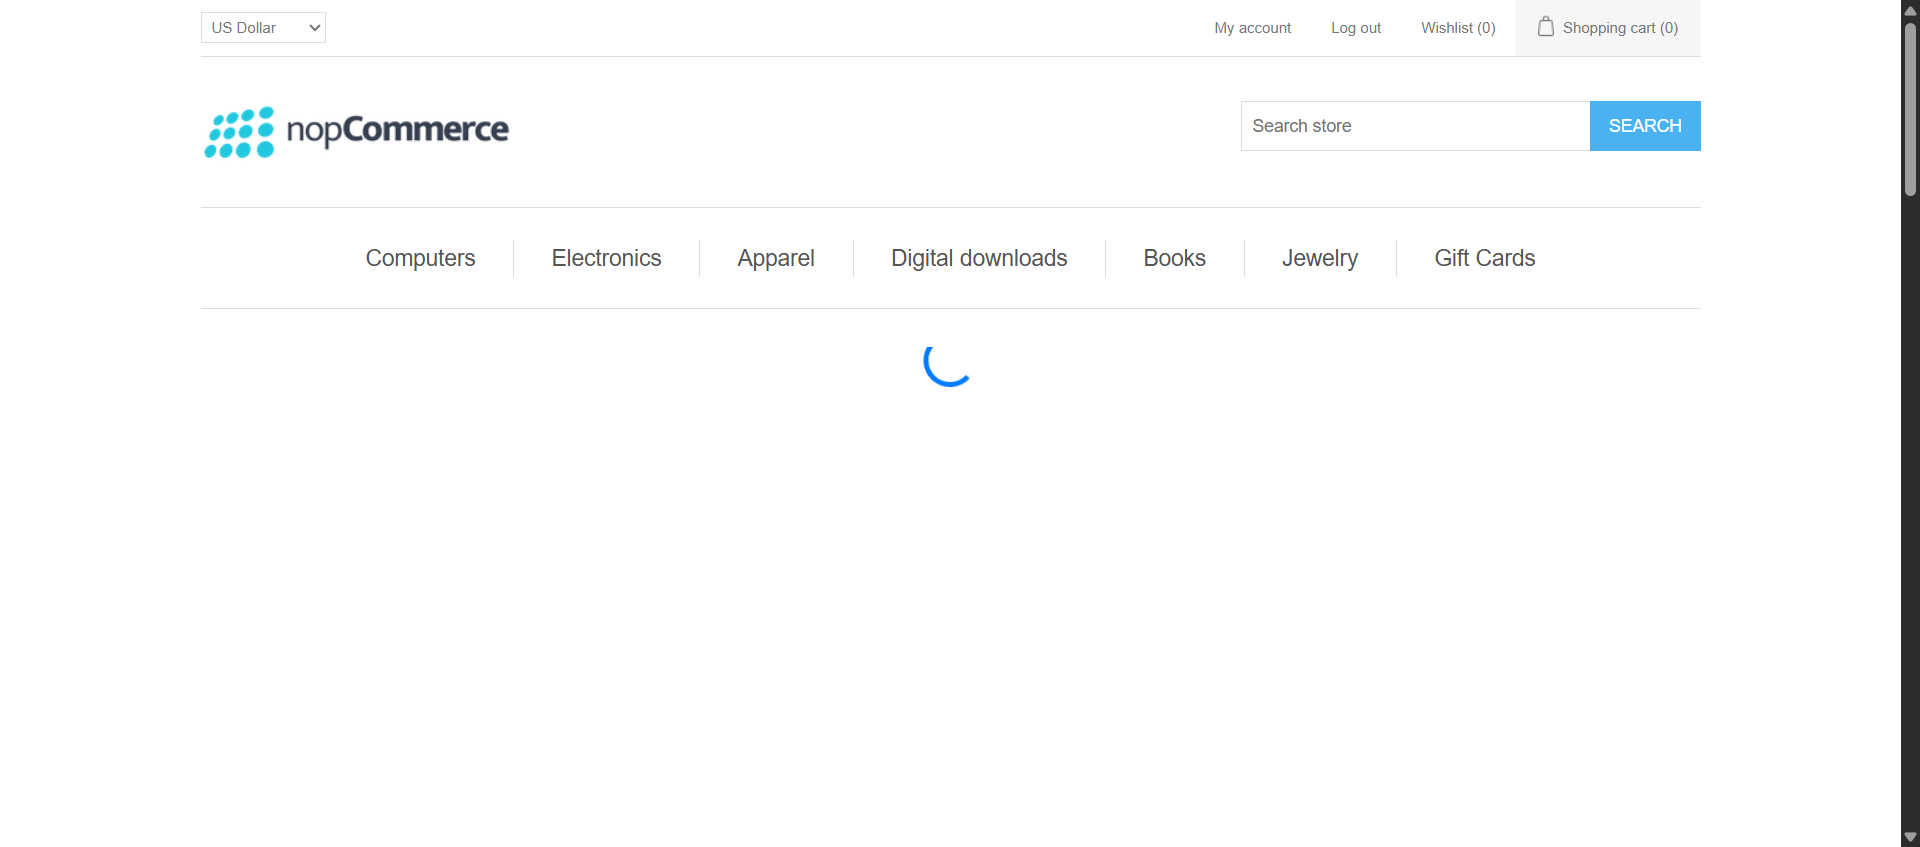 US Dollar
My account
Log out
Wishlist (0)
Shopping cart (0)
nopCommerce
Search store
SEARCH
Computers
Electronics
Apparel
Digital downloads
Books
Jewelry
Gift Cards